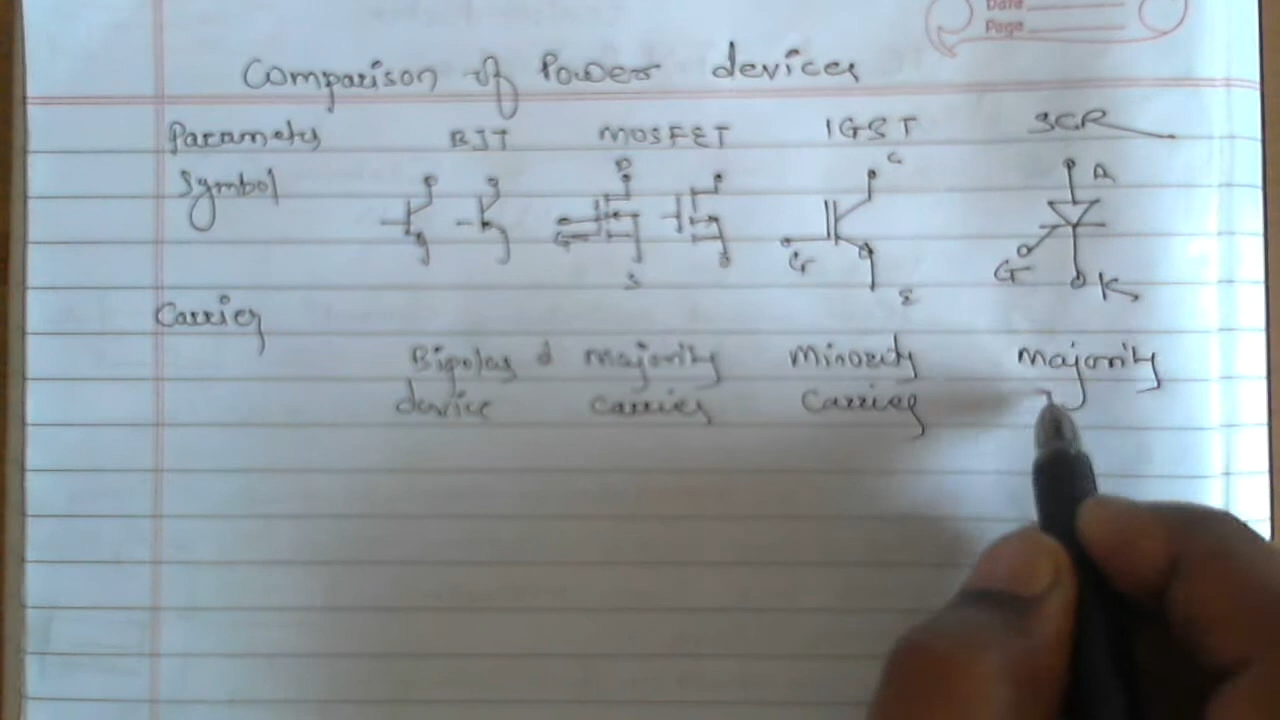 Date
Page
Comparison of Power devices
Parameters BJT MOSFET IGBT SCR
Symbol
D C A
G G
S E K
Carrier
Bipolar d Majority Minority Majority
device Carrier Carrier